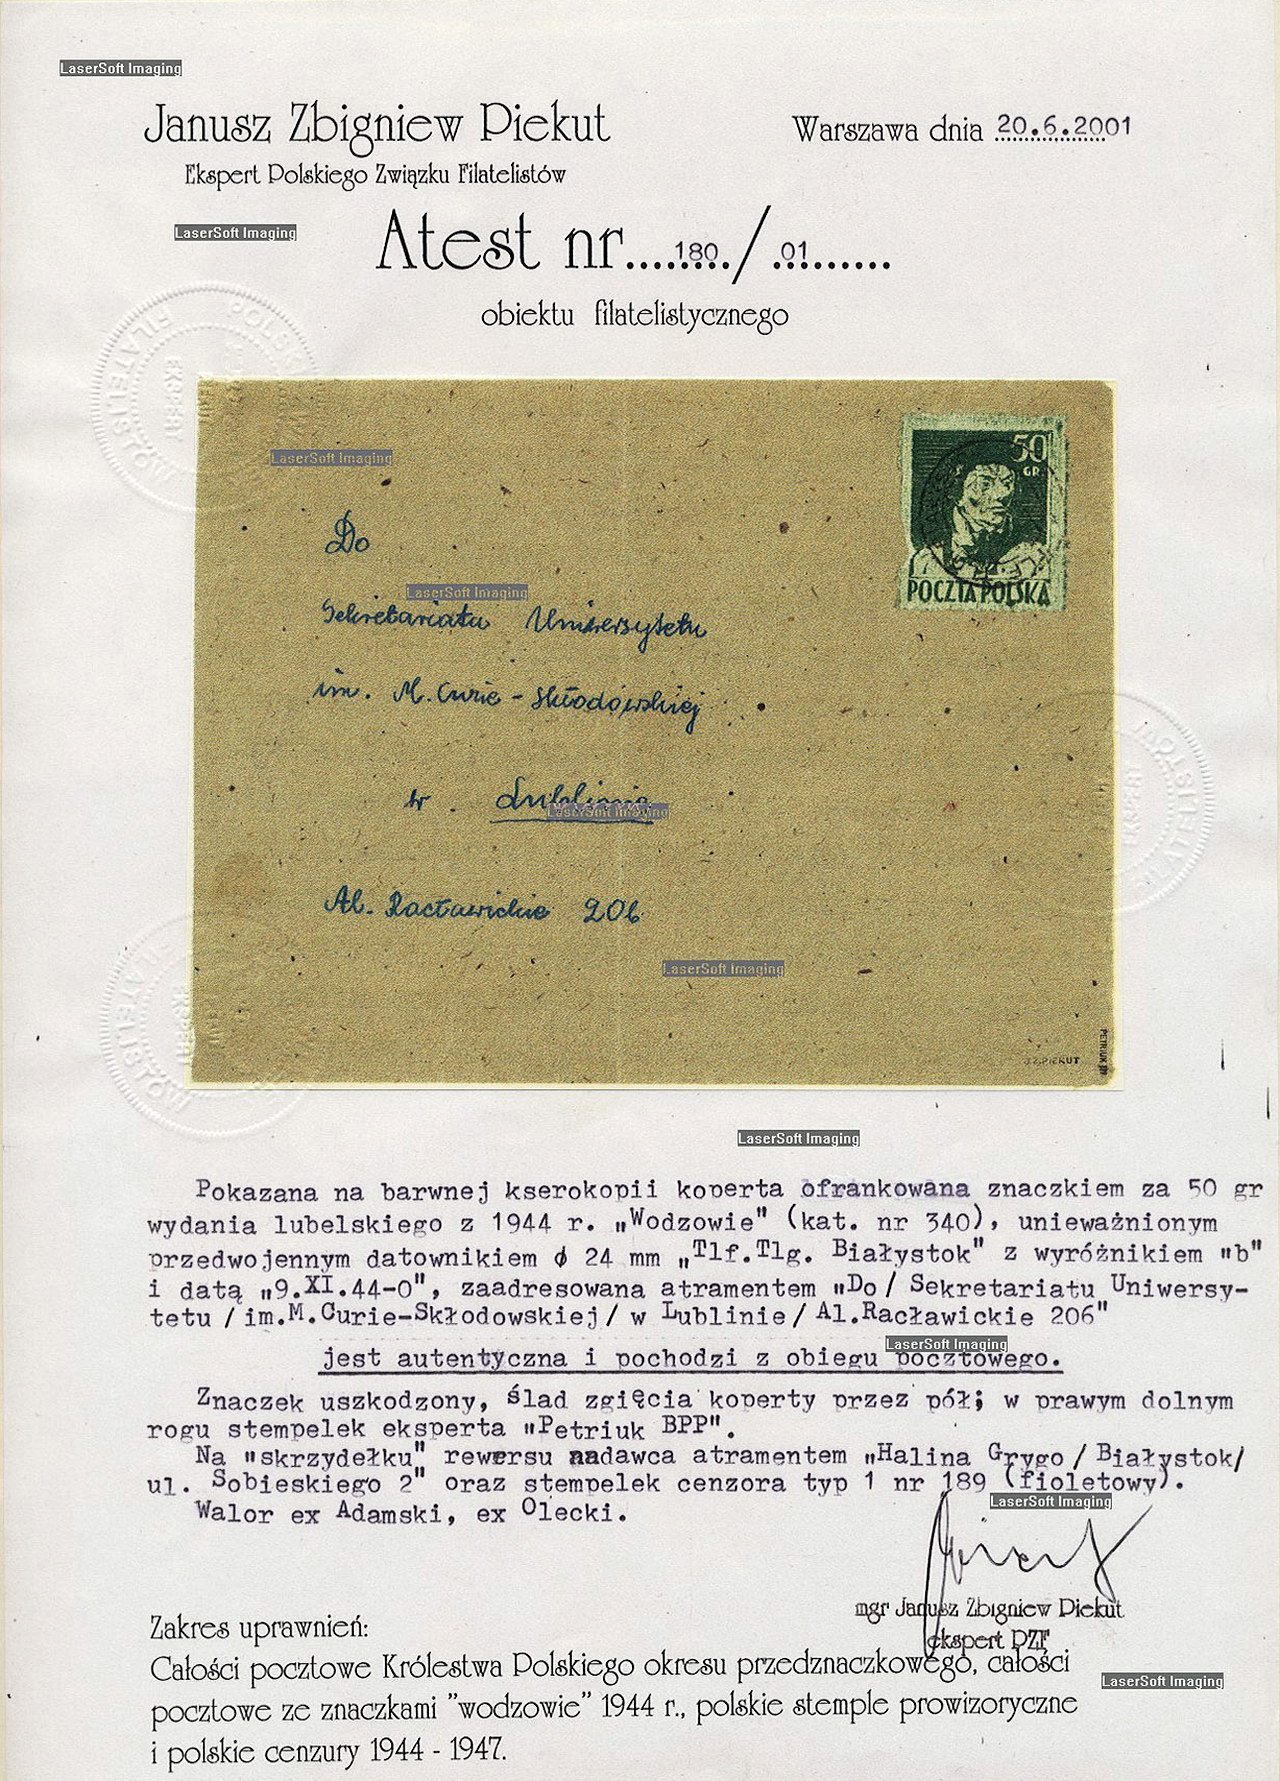 LaserSoft Imaging
Janusz Zbigniew Piekut
Warszawa dnia 20.6.2001
Ekspert Polskiego Związku Filatelistów
LaserSoft Imaging
Atest nr....180./.01......
obiektu filatelistycznego
POLSKI
FILATELISTÓW
EKSPERT
LaserSoft Imaging
50
GR
POCZTA POLSKA
Do
LaserSoft Imaging
Sekretariatu Uniwersytetu
im. M. Curie - Skłodowskiej
w . Lublinie
LaserSoft Imaging
Al. Racławickie 206
LaserSoft Imaging
FILATELISTÓW
EKSPERT
J.Z.PIEKUT
PETRIUK
LaserSoft Imaging
Pokazana na barwnej kserokopii koperta ofrankowana znaczkiem za 50 gr
wydania lubelskiego z 1944 r. „Wodzowie" (kat. nr 340), unieważnionym
przedwojennym datownikiem ϕ 24 mm „Tlf.Tlg. Białystok" z wyróżnikiem „b"
i datą „9.XI.44-0", zaadresowana atramentem „Do/ Sekretariatu Uniwersy-
tetu/im.M.Curie-Skłodowskiej/ w Lublinie/Al.Racławickie 206"
LaserSoft Imaging
jest autentyczna i pochodzi z obiegu pocztowego.
Znaczek uszkodzony, ślad zgięcia koperty przez pół; w prawym dolnym
rogu stempelek eksperta „Petriuk BPP".
Na "skrzydełku" rewersu nadawca atramentem „Halina Grygo/Białystok/
ul. Sobieskiego 2" oraz stempelek cenzora typ 1 nr 189 (fioletowy).
LaserSoft Imaging
Walor ex Adamski, ex Olecki.
mgr Janusz Zbigniew Piekut
ekspert PZF
Zakres uprawnień:
Całości pocztowe Królestwa Polskiego okresu przedznaczkowego, całości
LaserSoft Imaging
pocztowe ze znaczkami "wodzowie" 1944 r., polskie stemple prowizoryczne
i polskie cenzury 1944 - 1947.